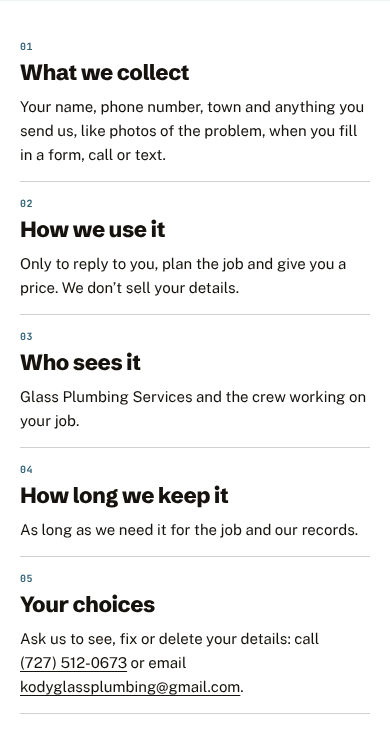 01
What we collect
Your name, phone number, town and anything you
send us, like photos of the problem, when you fill
in a form, call or text.
02
How we use it
Only to reply to you, plan the job and give you a
price. We don’t sell your details.
03
Who sees it
Glass Plumbing Services and the crew working on
your job.
04
How long we keep it
As long as we need it for the job and our records.
05
Your choices
Ask us to see, fix or delete your details: call
(727) 512-0673 or email
kodyglassplumbing@gmail.com.